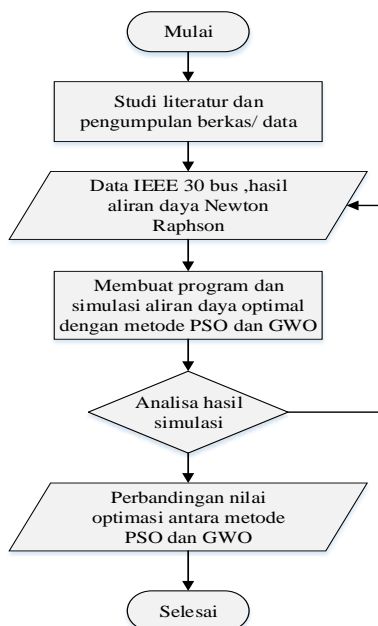 Mulai
Studi literatur dan
pengumpulan berkas/ data
Data IEEE 30 bus ,hasil
aliran daya Newton
Raphson
Membuat program dan
simulasi aliran daya optimal
dengan metode PSO dan GWO
Analisa hasil
simulasi
Perbandingan nilai
optimasi antara metode
PSO dan GWO
Selesai